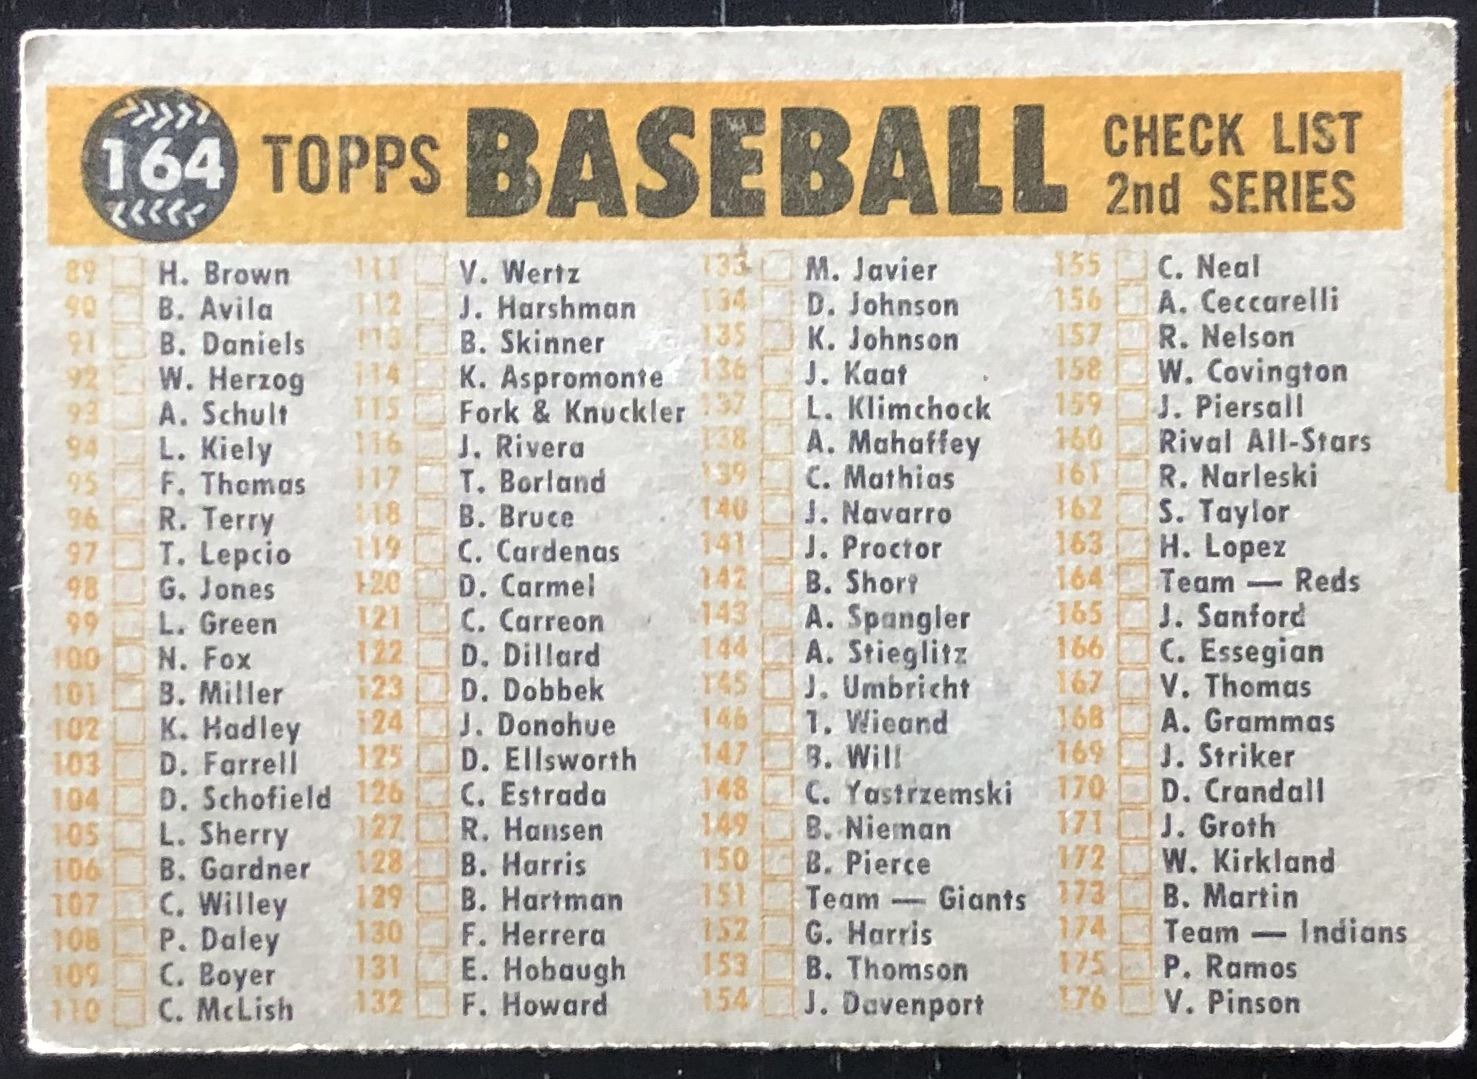 164 TOPPS BASEBALL CHECK LIST
2nd SERIES
89 H. Brown
90 B. Avila
91 B. Daniels
92 W. Herzog
93 A. Schult
94 L. Kiely
95 F. Thomas
96 R. Terry
97 T. Lepcio
98 G. Jones
99 L. Green
100 N. Fox
101 B. Miller
102 K. Hadley
103 D. Farrell
104 D. Schofield
105 L. Sherry
106 B. Gardner
107 C. Willey
108 P. Daley
109 C. Boyer
110 C. McLish
111 V. Wertz
112 J. Harshman
113 B. Skinner
114 K. Aspromonte
115 Fork & Knuckler
116 J. Rivera
117 T. Borland
118 B. Bruce
119 C. Cardenas
120 D. Carmel
121 C. Carreon
122 D. Dillard
123 D. Dobbek
124 J. Donohue
125 D. Ellsworth
126 C. Estrada
127 R. Hansen
128 B. Harris
129 B. Hartman
130 F. Herrera
131 E. Hobaugh
132 F. Howard
133 M. Javier
134 D. Johnson
135 K. Johnson
136 J. Kaat
137 L. Klimchock
138 A. Mahaffey
139 C. Mathias
140 J. Navarro
141 J. Proctor
142 B. Short
143 A. Spangler
144 A. Stieglitz
145 J. Umbricht
146 T. Wieand
147 B. Will
148 C. Yastrzemski
149 B. Nieman
150 B. Pierce
151 Team — Giants
152 G. Harris
153 B. Thomson
154 J. Davenport
155 C. Neal
156 A. Ceccarelli
157 R. Nelson
158 W. Covington
159 J. Piersall
160 Rival All-Stars
161 R. Narleski
162 S. Taylor
163 H. Lopez
164 Team — Reds
165 J. Sanford
166 C. Essegian
167 V. Thomas
168 A. Grammas
169 J. Striker
170 D. Crandall
171 J. Groth
172 W. Kirkland
173 B. Martin
174 Team — Indians
175 P. Ramos
176 V. Pinson